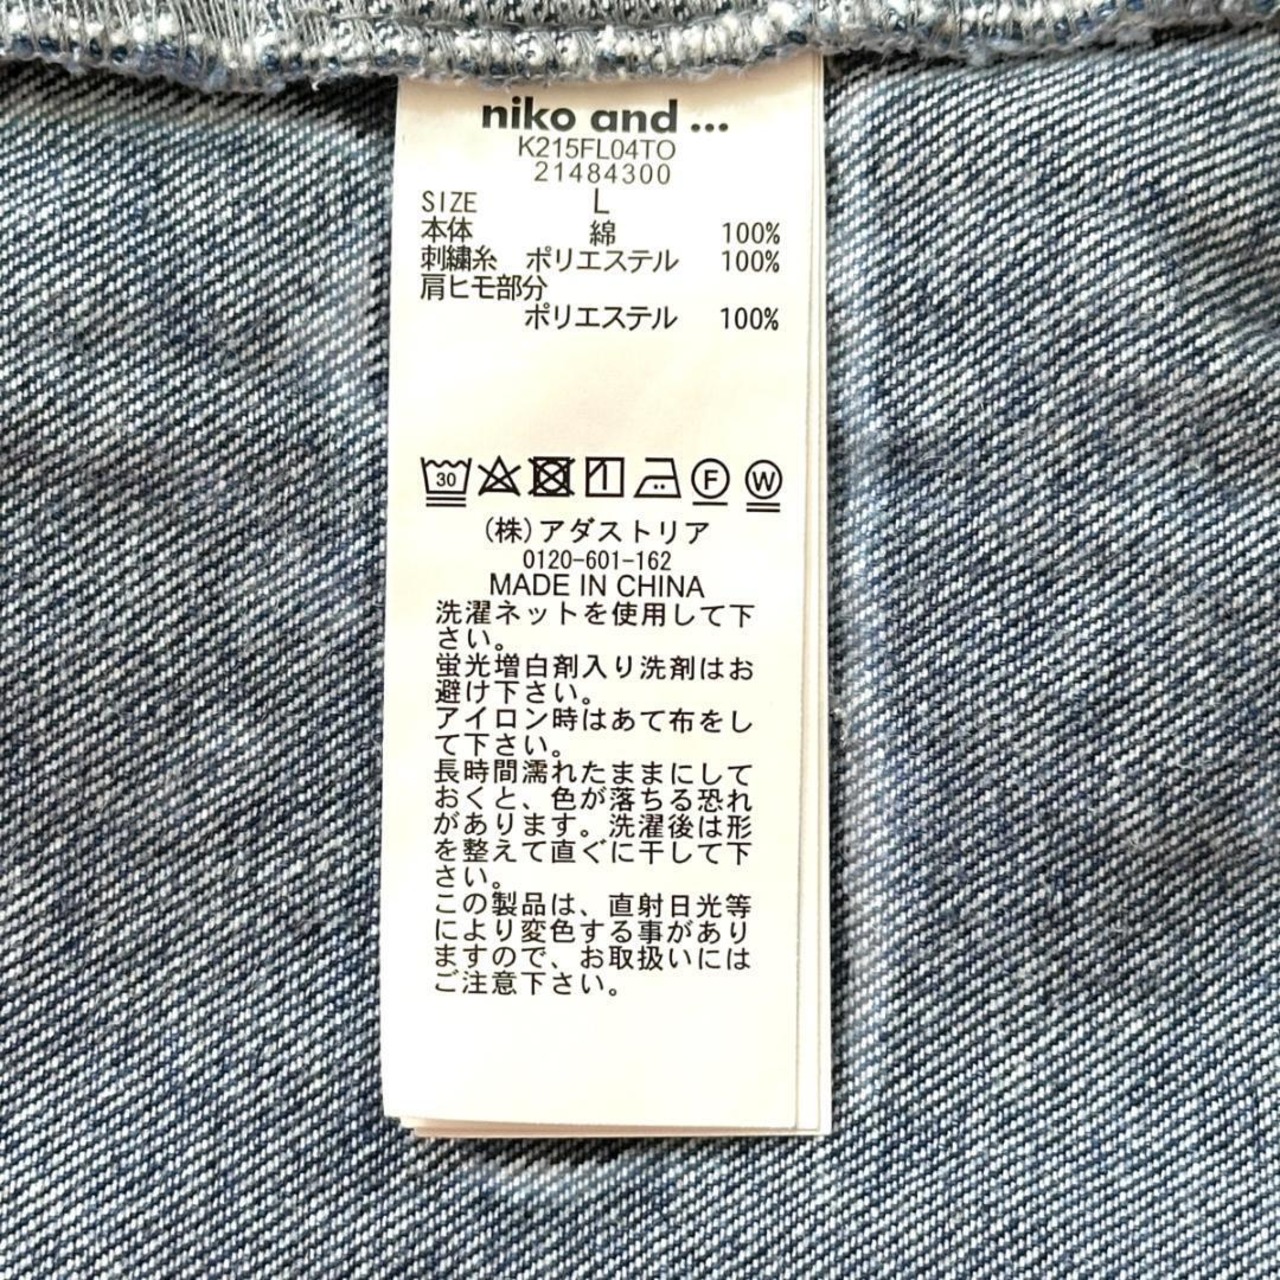 niko and ...
K215FL04TO
21484300
SIZE L
本体 綿 100%
刺繍糸 ポリエステル 100%
肩ヒモ部分
ポリエステル 100%
30 F W
(株)アダストリア
0120-601-162
MADE IN CHINA
洗濯ネットを使用して下
さい。
蛍光増白剤入り洗剤はお
避け下さい。
アイロン時はあて布をし
て下さい。
長時間濡れたままにして
おくと、色が落ちる恐れ
があります。洗濯後は形
を整えて直ぐに干して下
さい。
この製品は、直射日光等
により変色する事があり
ますので、お取扱いには
ご注意下さい。